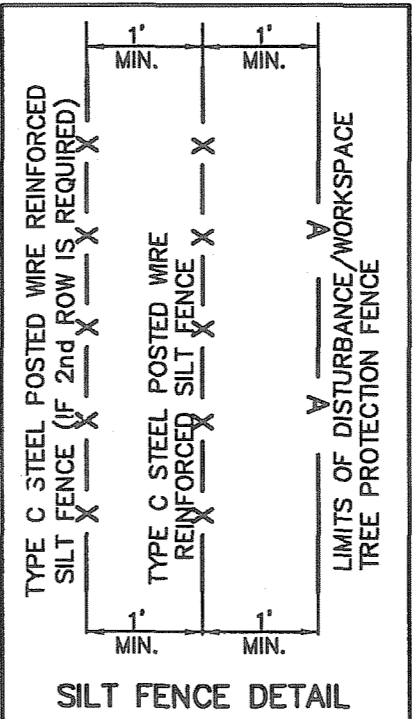 1' 1'
MIN. MIN.
TYPE C STEEL POSTED WIRE REINFORCED
SILT FENCE (IF 2nd ROW IS REQUIRED)
X X X X X
TYPE C STEEL POSTED WIRE
REINFORCED SILT FENCE
X X X X X
A A
LIMITS OF DISTURBANCE/WORKSPACE
TREE PROTECTION FENCE
1' 1'
MIN. MIN.
SILT FENCE DETAIL